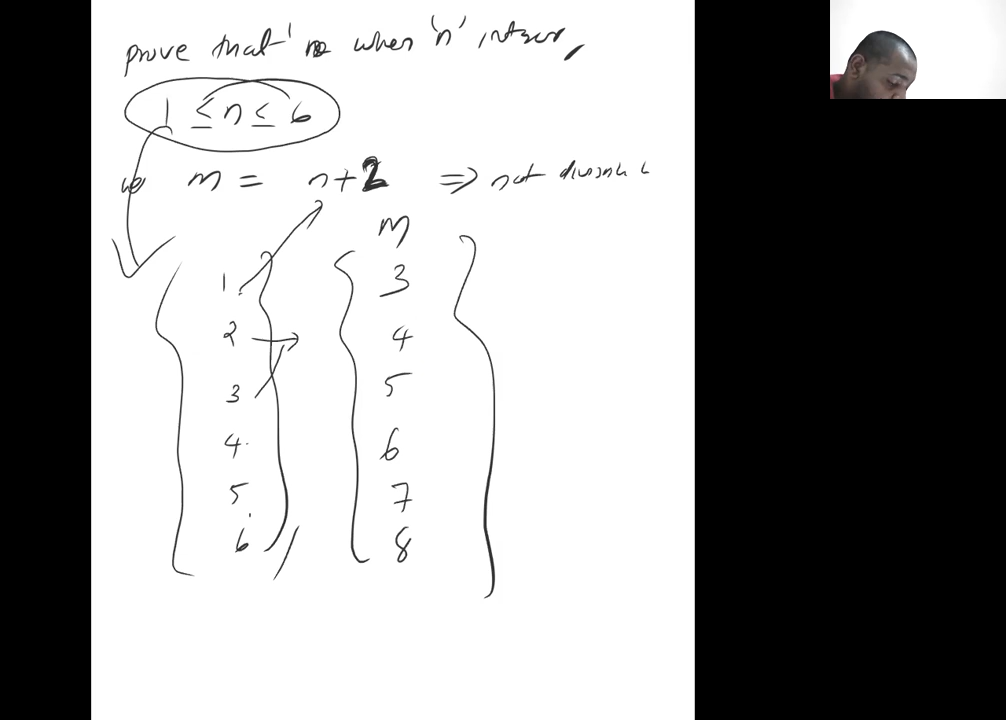 prove that when 'n' integer,
1 ≤ n ≤ 6
m = n+2 ⇒ not
m
1 3
2 4
3 5
4 6
5 7
6 8